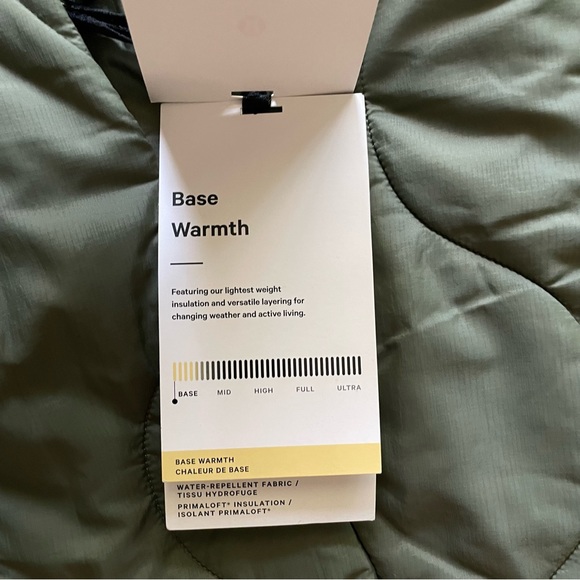 Base
Warmth
Featuring our lightest weight
insulation and versatile layering for
changing weather and active living.
BASE MID HIGH FULL ULTRA
BASE WARMTH
CHALEUR DE BASE
WATER-REPELLENT FABRIC /
TISSU HYDROFUGE
PRIMALOFT® INSULATION /
ISOLANT PRIMALOFT®